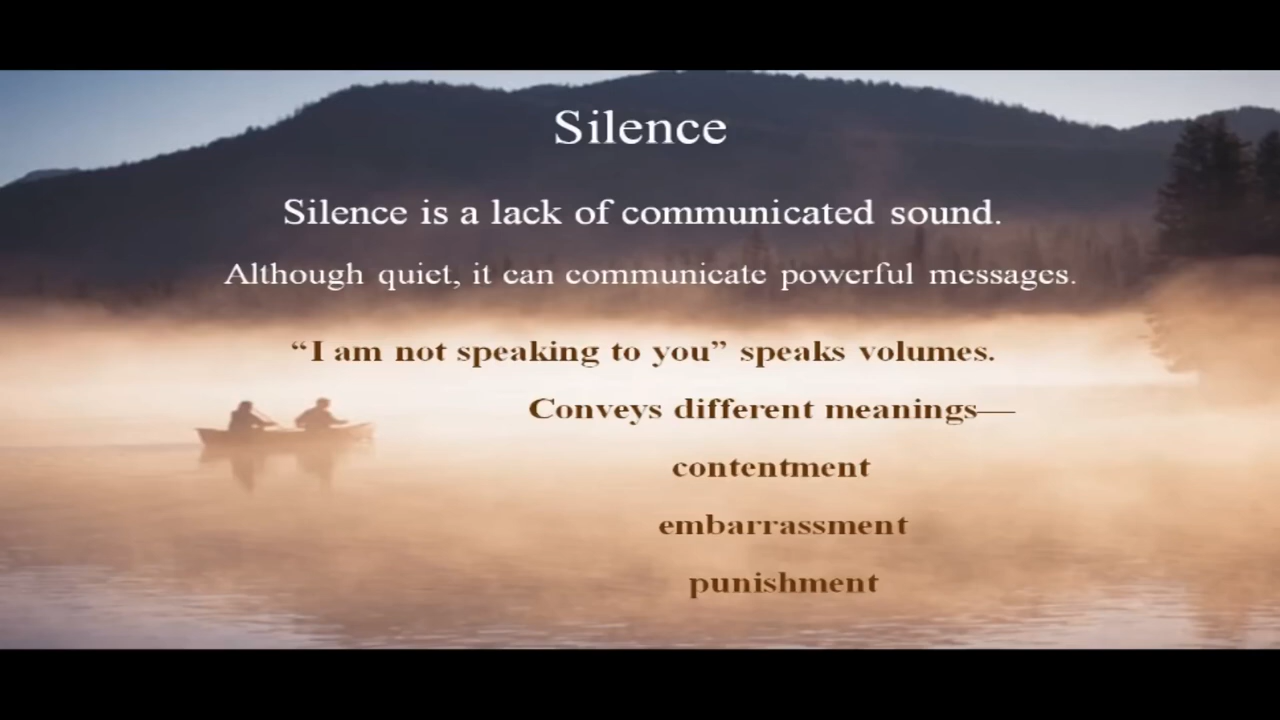 Silence
Silence is a lack of communicated sound.
Although quiet, it can communicate powerful messages.
“I am not speaking to you” speaks volumes.
Conveys different meanings—
contentment
embarrassment
punishment